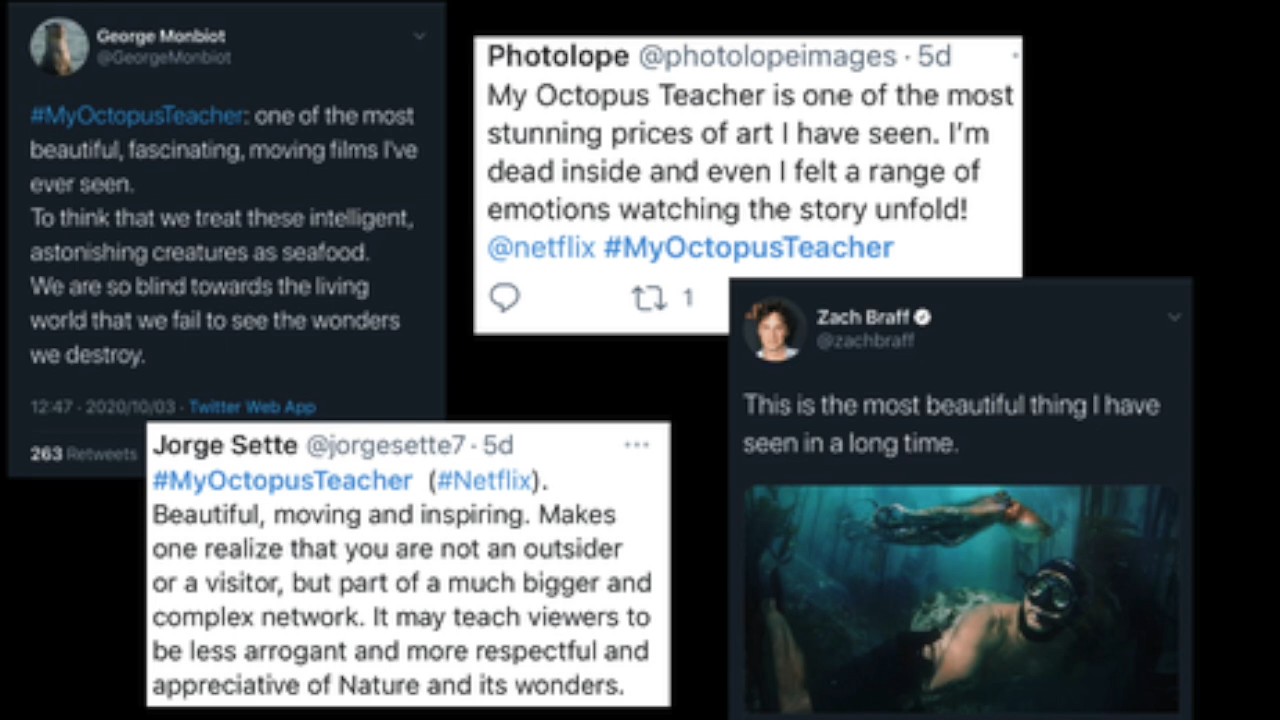 George Monbiot
@GeorgeMonbiot
#MyOctopusTeacher: one of the most
beautiful, fascinating, moving films I've
ever seen.
To think that we treat these intelligent,
astonishing creatures as seafood.
We are so blind towards the living
world that we fail to see the wonders
we destroy.
12:47 · 2020/10/03 · Twitter Web App
263 Retweets
Photolope @photolopeimages · 5d
My Octopus Teacher is one of the most
stunning prices of art I have seen. I'm
dead inside and even I felt a range of
emotions watching the story unfold!
@netflix #MyOctopusTeacher
1
Jorge Sette @jorgesette7 · 5d
#MyOctopusTeacher (#Netflix).
Beautiful, moving and inspiring. Makes
one realize that you are not an outsider
or a visitor, but part of a much bigger and
complex network. It may teach viewers to
be less arrogant and more respectful and
appreciative of Nature and its wonders.
Zach Braff
@zachbraff
This is the most beautiful thing I have
seen in a long time.